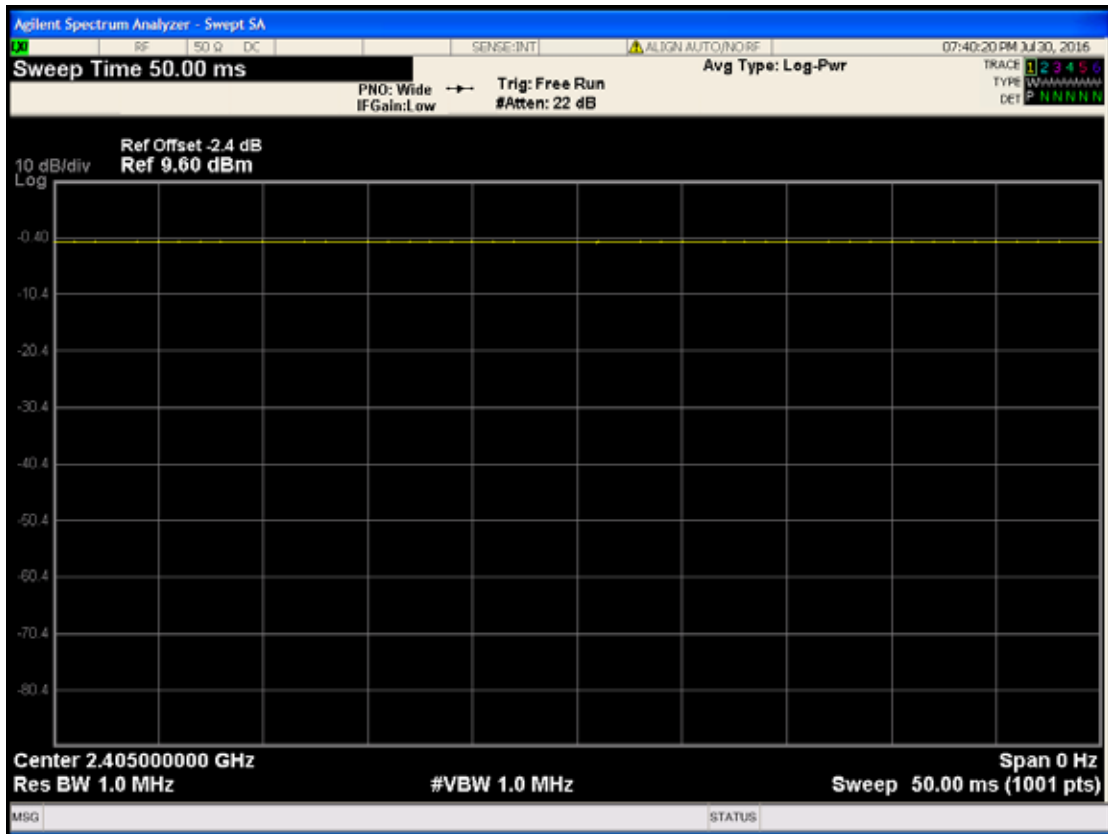 Agilent Spectrum Analyzer - Swept SA
LXI RF 50 Ω DC SENSE:INT ALIGN AUTO/NO RF 07:40:20 PM Jul 30, 2016
Sweep Time 50.00 ms Avg Type: Log-Pwr TRACE 1 2 3 4 5 6
PNO: Wide Trig: Free Run TYPE WWWWWWW
IFGain:Low #Atten: 22 dB DET P N N N N N
Ref Offset -2.4 dB
10 dB/div Ref 9.60 dBm
Log
-0.40
-10.4
-20.4
-30.4
-40.4
-50.4
-60.4
-70.4
-80.4
Center 2.405000000 GHz Span 0 Hz
Res BW 1.0 MHz #VBW 1.0 MHz Sweep 50.00 ms (1001 pts)
MSG STATUS